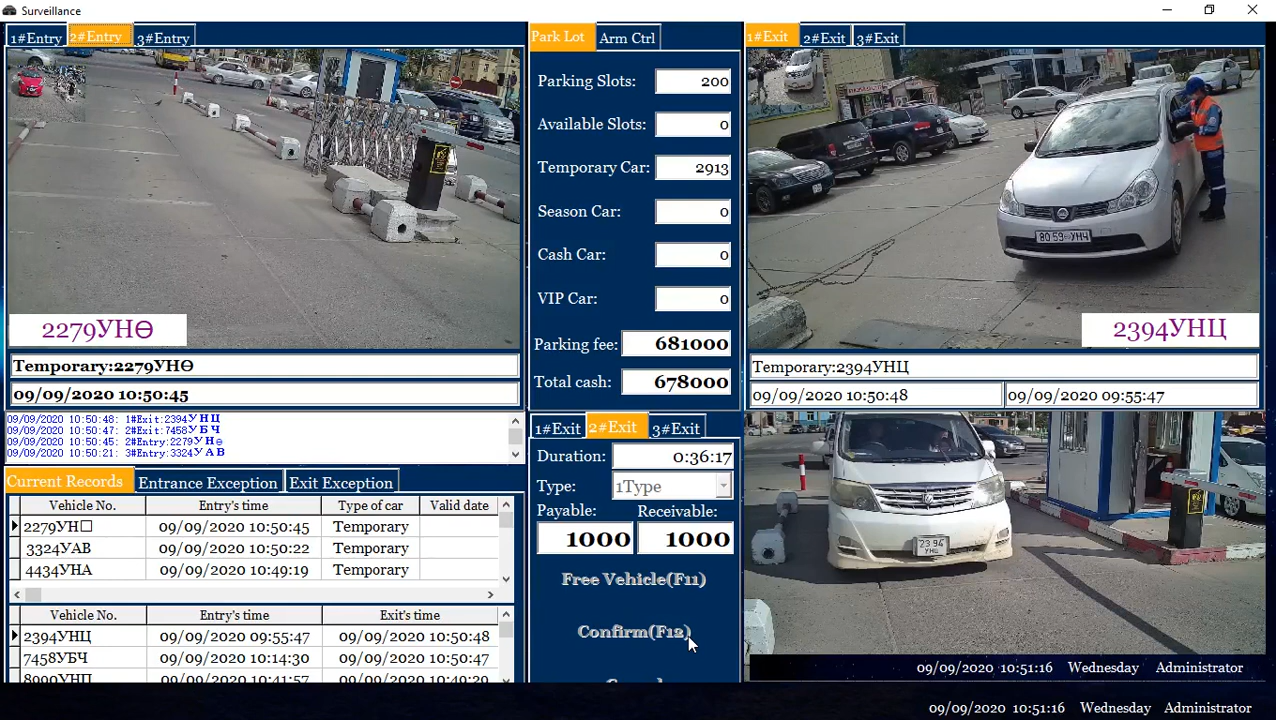 Surveillance
1#Entry 2#Entry 3#Entry
2279УНӨ
Temporary:2279УНӨ
09/09/2020 10:50:45
09/09/2020 10:50:48: 1#Exit:2394УНЦ
09/09/2020 10:50:47: 2#Exit:7458УБЧ
09/09/2020 10:50:45: 2#Entry:2279УНӨ
09/09/2020 10:50:21: 3#Entry:3324УАВ
Current Records Entrance Exception Exit Exception
Vehicle No. Entry's time Type of car Valid date
2279УН□ 09/09/2020 10:50:45 Temporary
3324УАВ 09/09/2020 10:50:22 Temporary
4434УНА 09/09/2020 10:49:19 Temporary
Vehicle No. Entry's time Exit's time
2394УНЦ 09/09/2020 09:55:47 09/09/2020 10:50:48
7458УБЧ 09/09/2020 10:14:30 09/09/2020 10:50:47
Park Lot Arm Ctrl
Parking Slots: 200
Available Slots: 0
Temporary Car: 2913
Season Car: 0
Cash Car: 0
VIP Car: 0
Parking fee: 681000
Total cash: 678000
1#Exit 2#Exit 3#Exit
Duration: 0:36:17
Type: 1Type
Payable: Receivable:
1000 1000
Free Vehicle(F11)
Confirm(F12)
1#Exit 2#Exit 3#Exit
80 59 УНЧ
2394УНЦ
Temporary:2394УНЦ
09/09/2020 10:50:48 09/09/2020 09:55:47
23 94
УНЦ
09/09/2020 10:51:16 Wednesday Administrator
09/09/2020 10:51:16 Wednesday Administrator